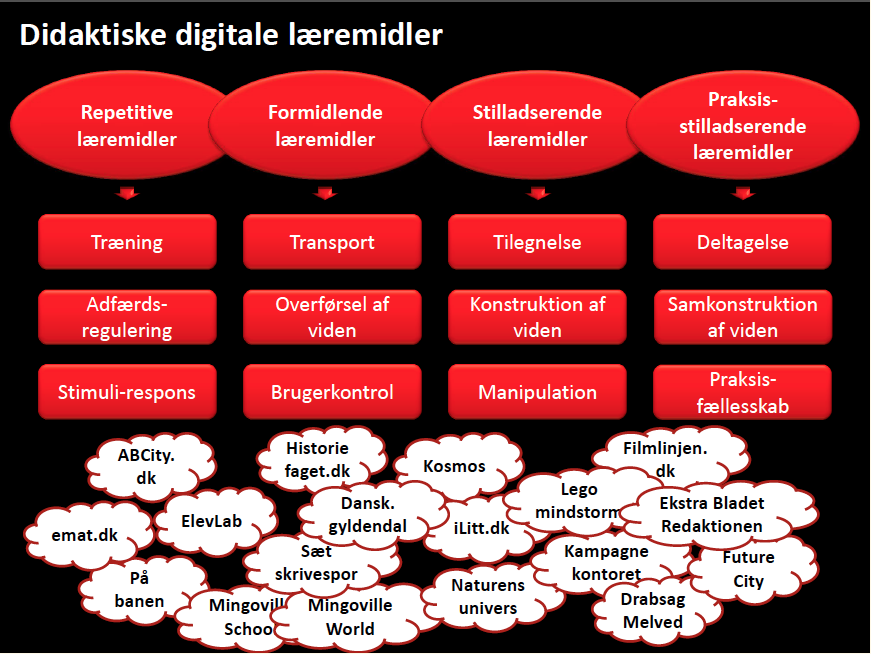 Didaktiske digitale læremidler
Repetitive
læremidler
Formidlende
læremidler
Stilladserende
læremidler
Praksis-
stilladserende
læremidler
Træning
Transport
Tilegnelse
Deltagelse
Adfærds-
regulering
Overførsel af
viden
Konstruktion af
viden
Samkonstruktion
af viden
Stimuli-respons
Brugerkontrol
Manipulation
Praksis-
fællesskab
ABCity.
dk
Historie
faget.dk
Kosmos
Filmlinjen.
dk
emat.dk
ElevLab
Dansk.
gyldendal
iLitt.dk
Lego
mindstorm
Ekstra Bladet
Redaktionen
På
banen
Sæt
skrivespor
Kampagne
kontoret
Future
City
Mingovill
Schoo
Mingoville
World
Naturens
univers
Drabsag
Melved